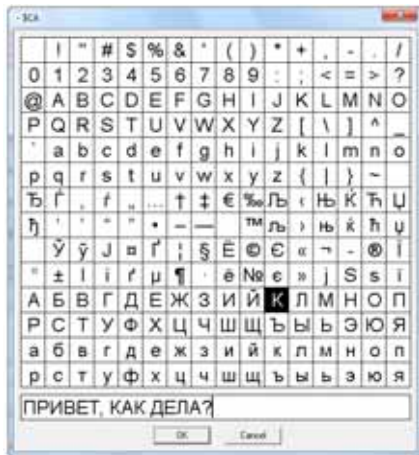 - SCA
! " # $ % & ' ( ) * + , - . /
0 1 2 3 4 5 6 7 8 9 : ; < = > ?
@ A B C D E F G H I J K L M N O
P Q R S T U V W X Y Z [ \ ] ^ _
` a b c d e f g h i j k l m n o
p q r s t u v w x y z { | } ~
Ђ Ѓ ‚ ѓ „ … † ‡ € ‰ Љ ‹ Њ Ќ Ћ Џ
ђ ‘ ’ “ ” • – — ™ љ › њ ќ ћ џ
Ў ў Ј ¤ Ґ ¦ § Ё © Є « ¬ - ® Ї
° ± І і ґ µ ¶ · ё № є » ј Ѕ ѕ ї
А Б В Г Д Е Ж З И Й К Л М Н О П
Р С Т У Ф Х Ц Ч Ш Щ Ъ Ы Ь Э Ю Я
а б в г д е ж з и й к л м н о п
р с т у ф х ц ч ш щ ъ ы ь э ю я
ПРИВЕТ, КАК ДЕЛА?
OK Cancel